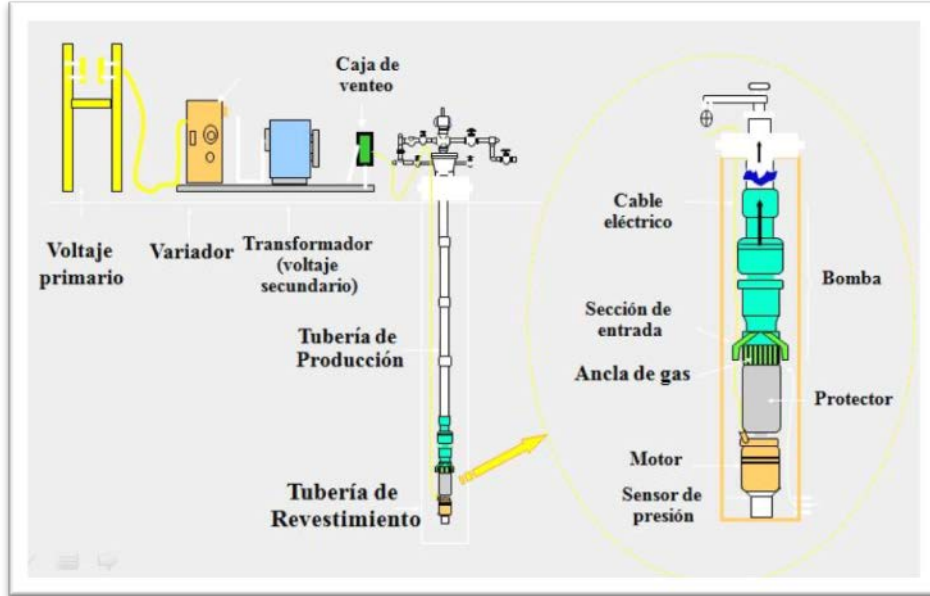 Caja de
venteo
Voltaje
primario
Variador
Transformador
(voltaje
secundario)
Tubería de
Producción
Tubería de
Revestimiento
Cable
eléctrico
Bomba
Sección de
entrada
Ancla de gas
Protector
Motor
Sensor de
presión